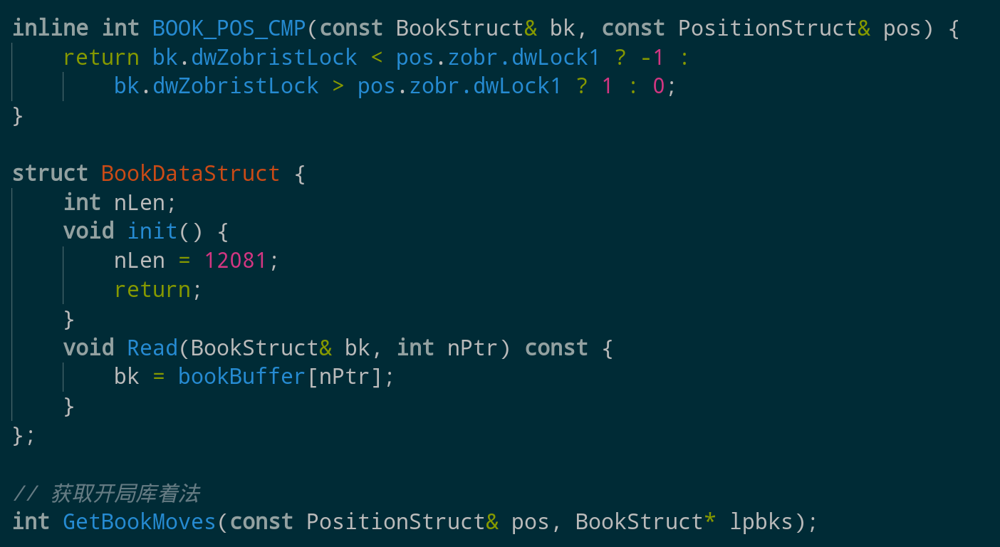 inline int BOOK_POS_CMP(const BookStruct& bk, const PositionStruct& pos) {
    return bk.dwZobristLock < pos.zobr.dwLock1 ? -1 :
        bk.dwZobristLock > pos.zobr.dwLock1 ? 1 : 0;
}

struct BookDataStruct {
    int nLen;
    void init() {
        nLen = 12081;
        return;
    }
    void Read(BookStruct& bk, int nPtr) const {
        bk = bookBuffer[nPtr];
    }
};

// 获取开局库着法
int GetBookMoves(const PositionStruct& pos, BookStruct* lpbks);